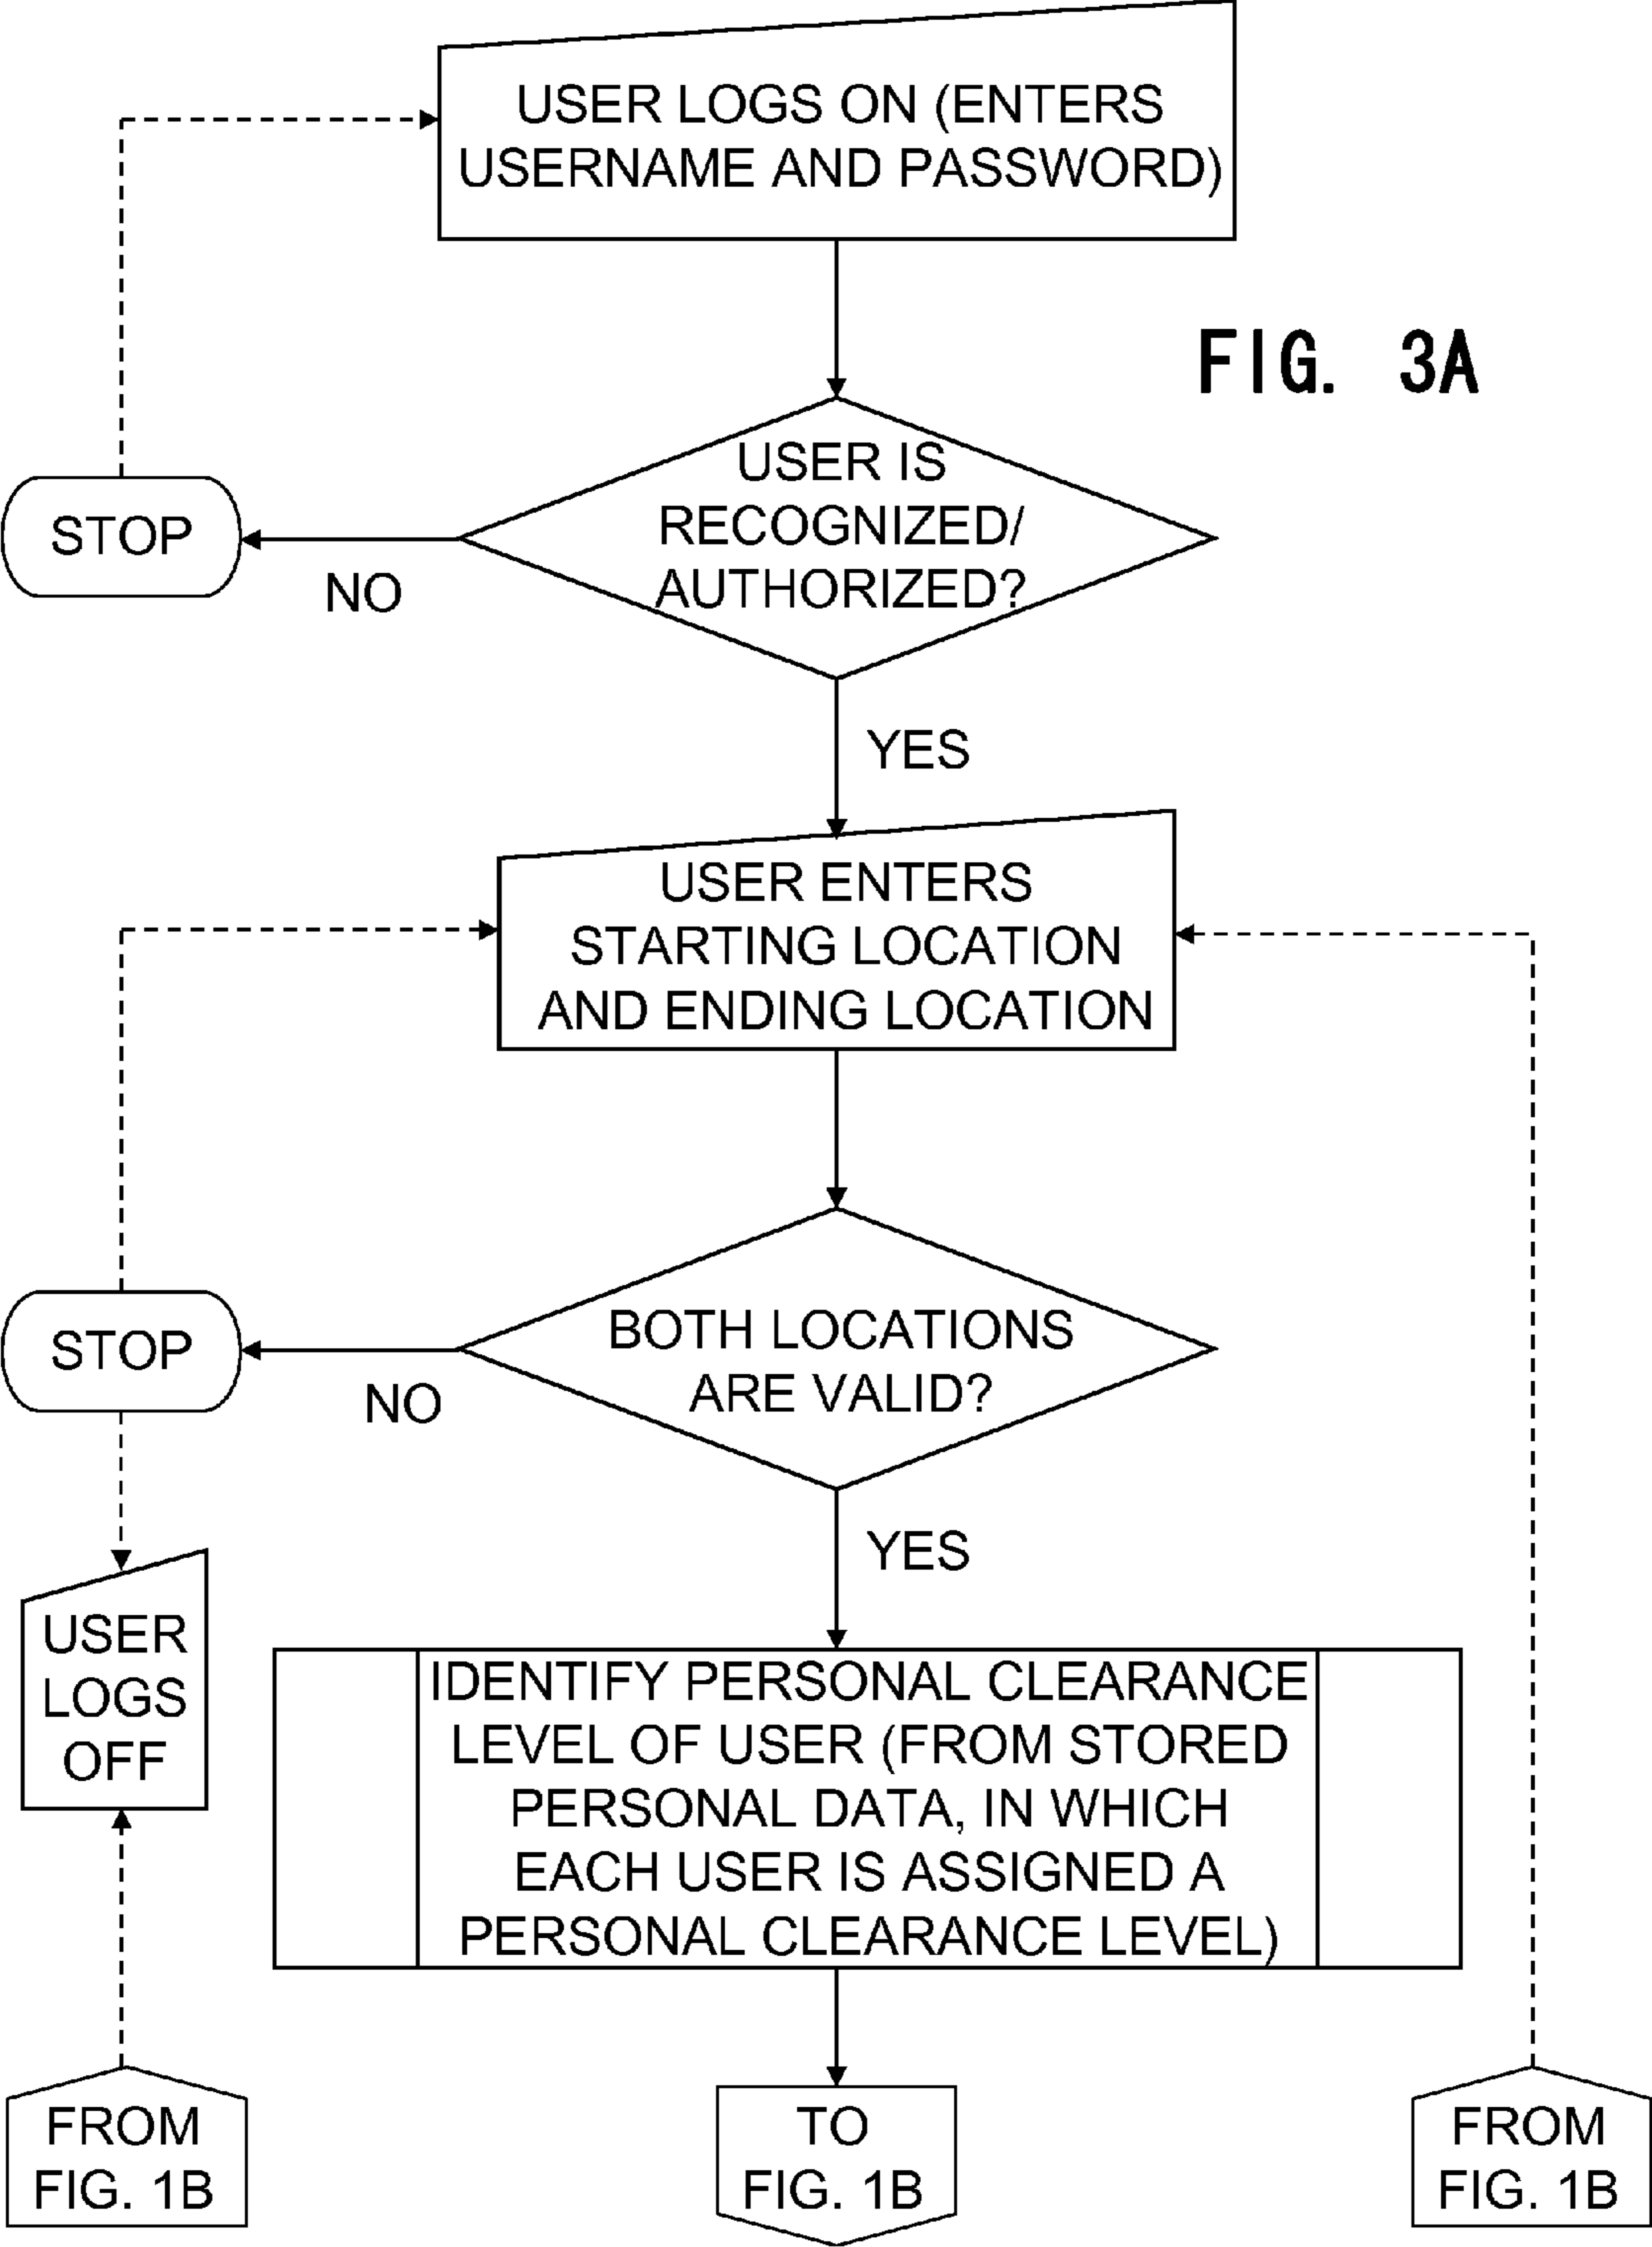 USER LOGS ON (ENTERS
USERNAME AND PASSWORD)
FIG. 3A
USER IS
RECOGNIZED/
AUTHORIZED?
STOP
NO
YES
USER ENTERS
STARTING LOCATION
AND ENDING LOCATION
BOTH LOCATIONS
ARE VALID?
STOP
NO
YES
USER
LOGS
OFF
IDENTIFY PERSONAL CLEARANCE
LEVEL OF USER (FROM STORED
PERSONAL DATA, IN WHICH
EACH USER IS ASSIGNED A
PERSONAL CLEARANCE LEVEL)
FROM
FIG. 1B
TO
FIG. 1B
FROM
FIG. 1B